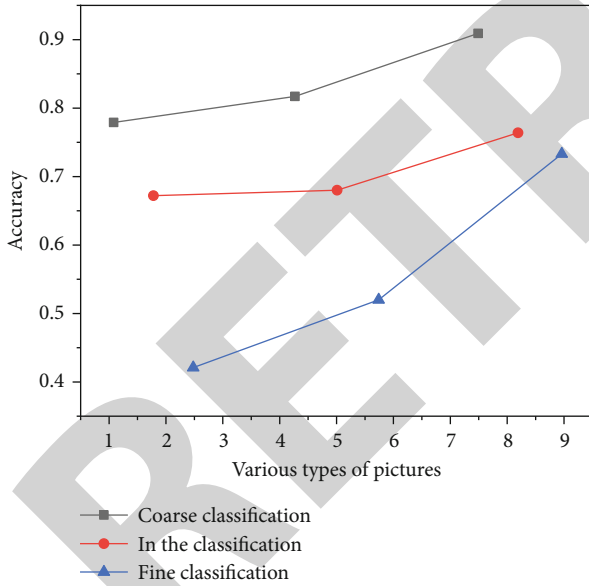 0.9
0.8
0.7
0.6
0.5
0.4
Accuracy
1 2 3 4 5 6 7 8 9
Various types of pictures
Coarse classification
In the classification
Fine classification
RETR